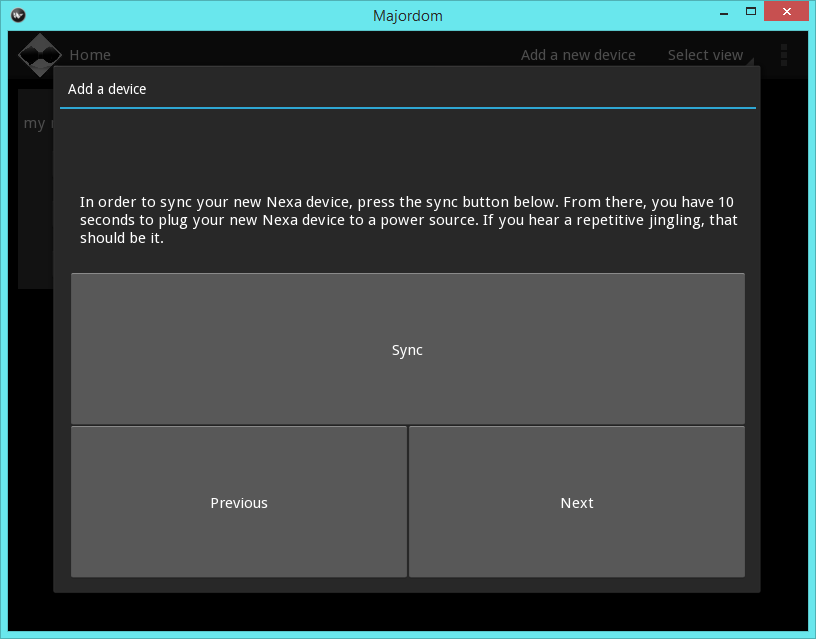 Majordom
Home
Add a new device
Select view
my
Add a device
In order to sync your new Nexa device, press the sync button below. From there, you have 10
seconds to plug your new Nexa device to a power source. If you hear a repetitive jingling, that
should be it.
Sync
Previous
Next